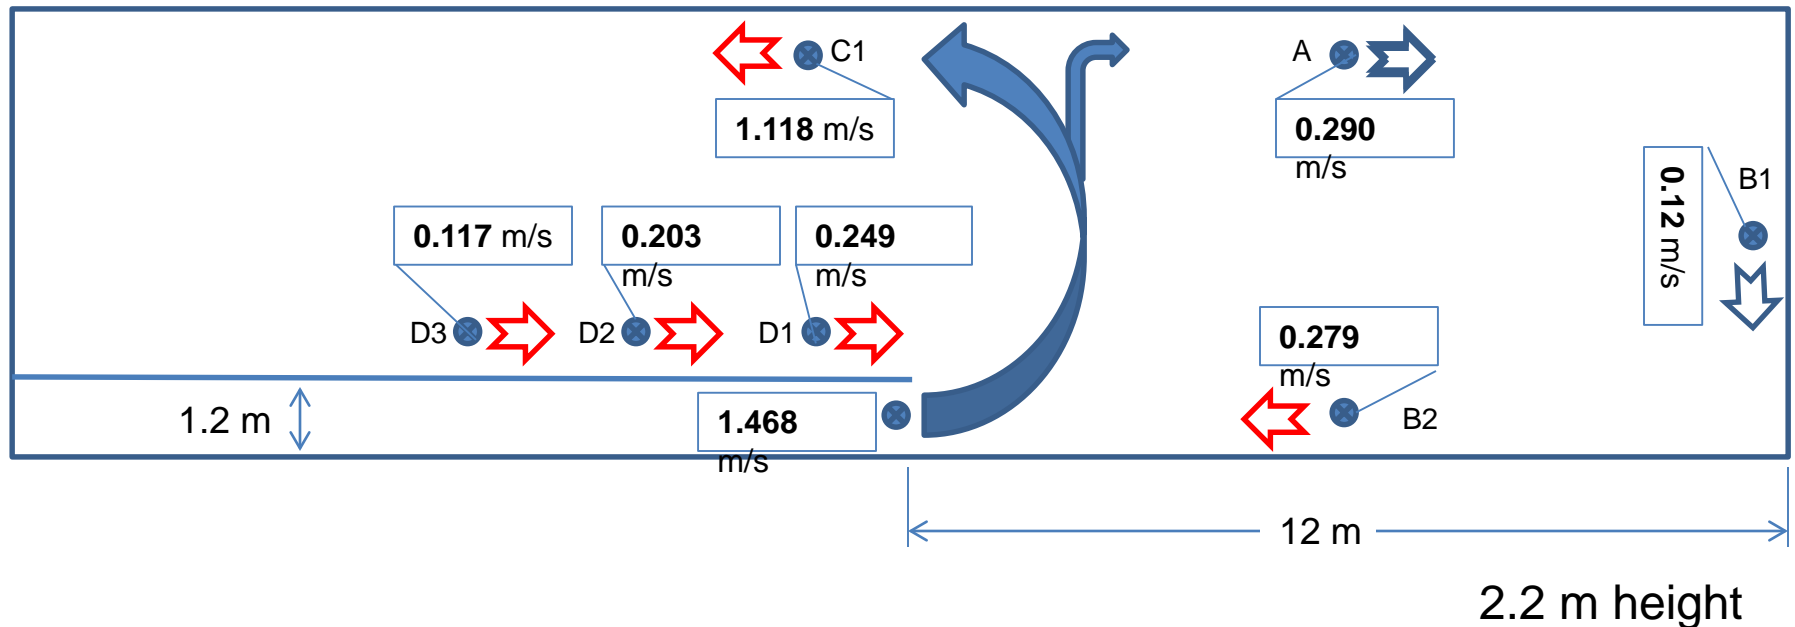 C1
A
1.118 m/s
0.290
m/s
0.12 m/s
B1
0.117 m/s
0.203
m/s
0.249
m/s
D3
D2
D1
0.279
m/s
B2
1.2 m
1.468
m/s
12 m
2.2 m height